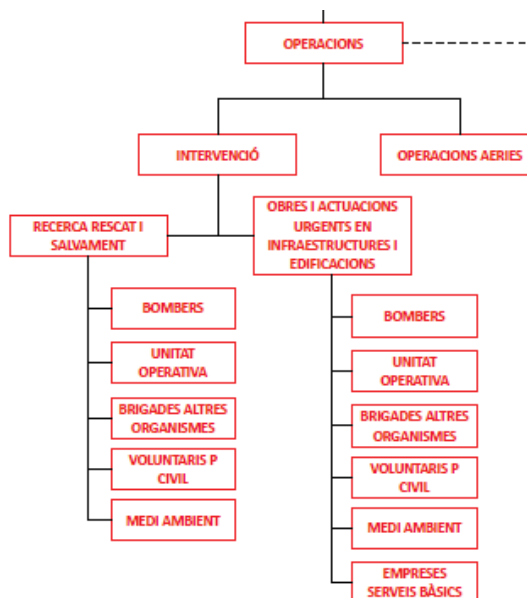 OPERACIONS
INTERVENCIÓ
OPERACIONS AERIES
RECERCA RESCAT I
SALVAMENT
BOMBERS
UNITAT
OPERATIVA
BRIGADES ALTRES
ORGANISMES
VOLUNTARIS P
CIVIL
MEDI AMBIENT
OBRES I ACTUACIONS
URGENTS EN
INFRAESTRUCTURES I
EDIFICACIONS
BOMBERS
UNITAT
OPERATIVA
BRIGADES ALTRES
ORGANISMES
VOLUNTARIS P
CIVIL
MEDI AMBIENT
EMPRESES
SERVEIS BÀSICS